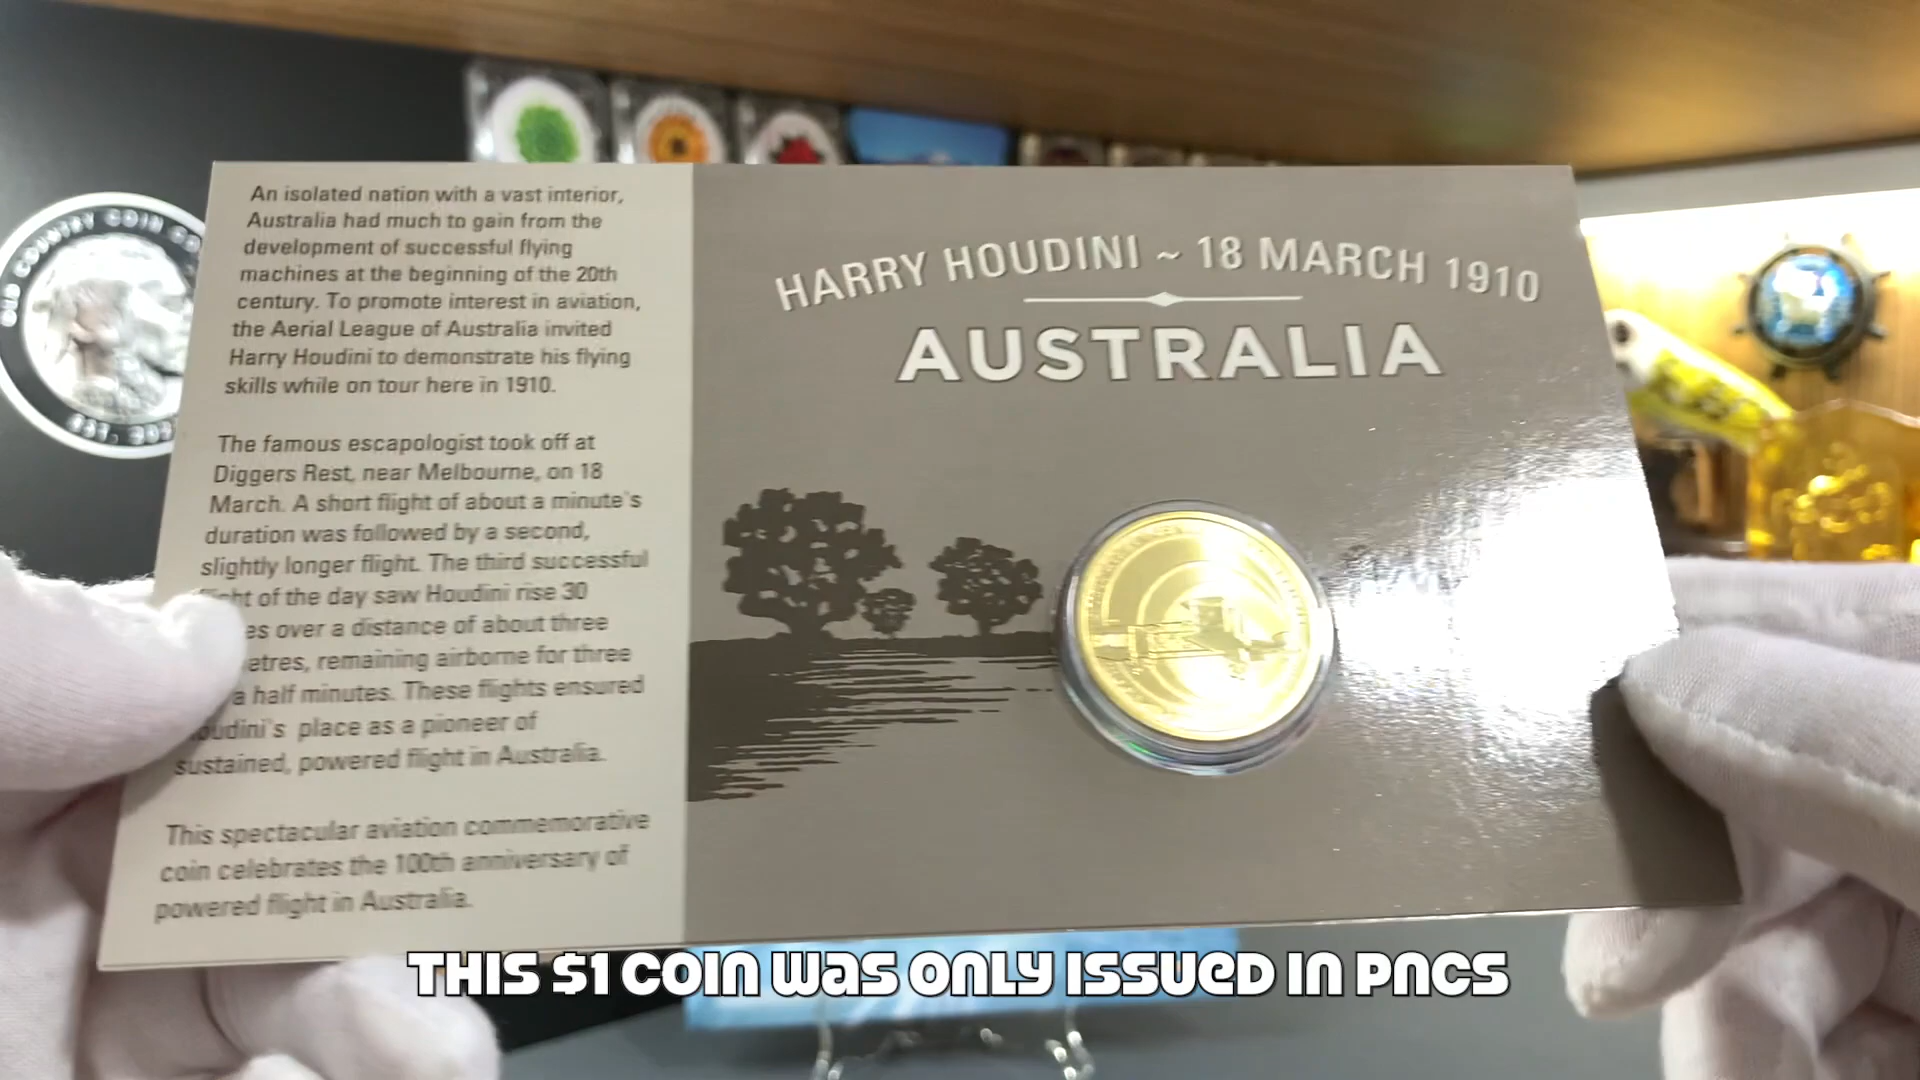 OLD COUNTRY COIN CO
EST. 
An isolated nation with a vast interior,
Australia had much to gain from the
development of successful flying
machines at the beginning of the 20th
century. To promote interest in aviation,
the Aerial League of Australia invited
Harry Houdini to demonstrate his flying
skills while on tour here in 1910.
The famous escapologist took off at
Diggers Rest, near Melbourne, on 18
March. A short flight of about a minute's
duration was followed by a second,
slightly longer flight. The third successful
of the day saw Houdini rise 30
over a distance of about three
remaining airborne for three
a half minutes. These flights ensured
place as a pioneer of
sustained, powered flight in Australia.
This spectacular aviation commemorative
coin celebrates the 100th anniversary of
powered flight in Australia.
HARRY HOUDINI ~ 18 MARCH 1910
AUSTRALIA
THIS $1 COIN WAS ONLY ISSUED IN PNCS